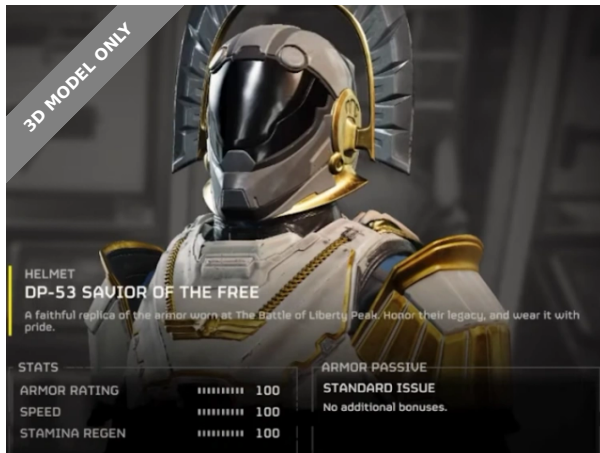 3D MODEL ONLY
HELMET
DP-53 SAVIOR OF THE FREE
A faithful replica of the armor worn at The Battle of Liberty Peak. Honor their legacy, and wear it with
pride.
STATS
ARMOR RATING 100
SPEED 100
STAMINA REGEN 100
ARMOR PASSIVE
STANDARD ISSUE
No additional bonuses.